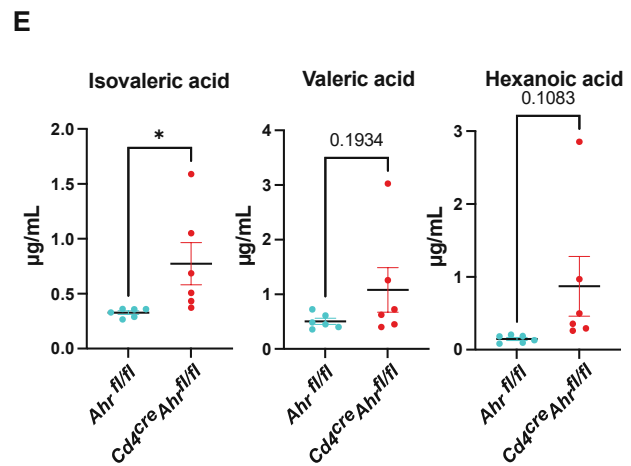 E
Isovaleric acid
Valeric acid
Hexanoic acid
*
0.1934
0.1083
µg/mL
2.0
1.5
1.0
0.5
0.0
µg/mL
4
3
2
1
0
µg/mL
3
2
1
0
Ahr fl/fl
Cd4cre Ahrfl/fl
Ahr fl/fl
Cd4cre Ahrfl/fl
Ahr fl/fl
Cd4cre Ahrfl/fl